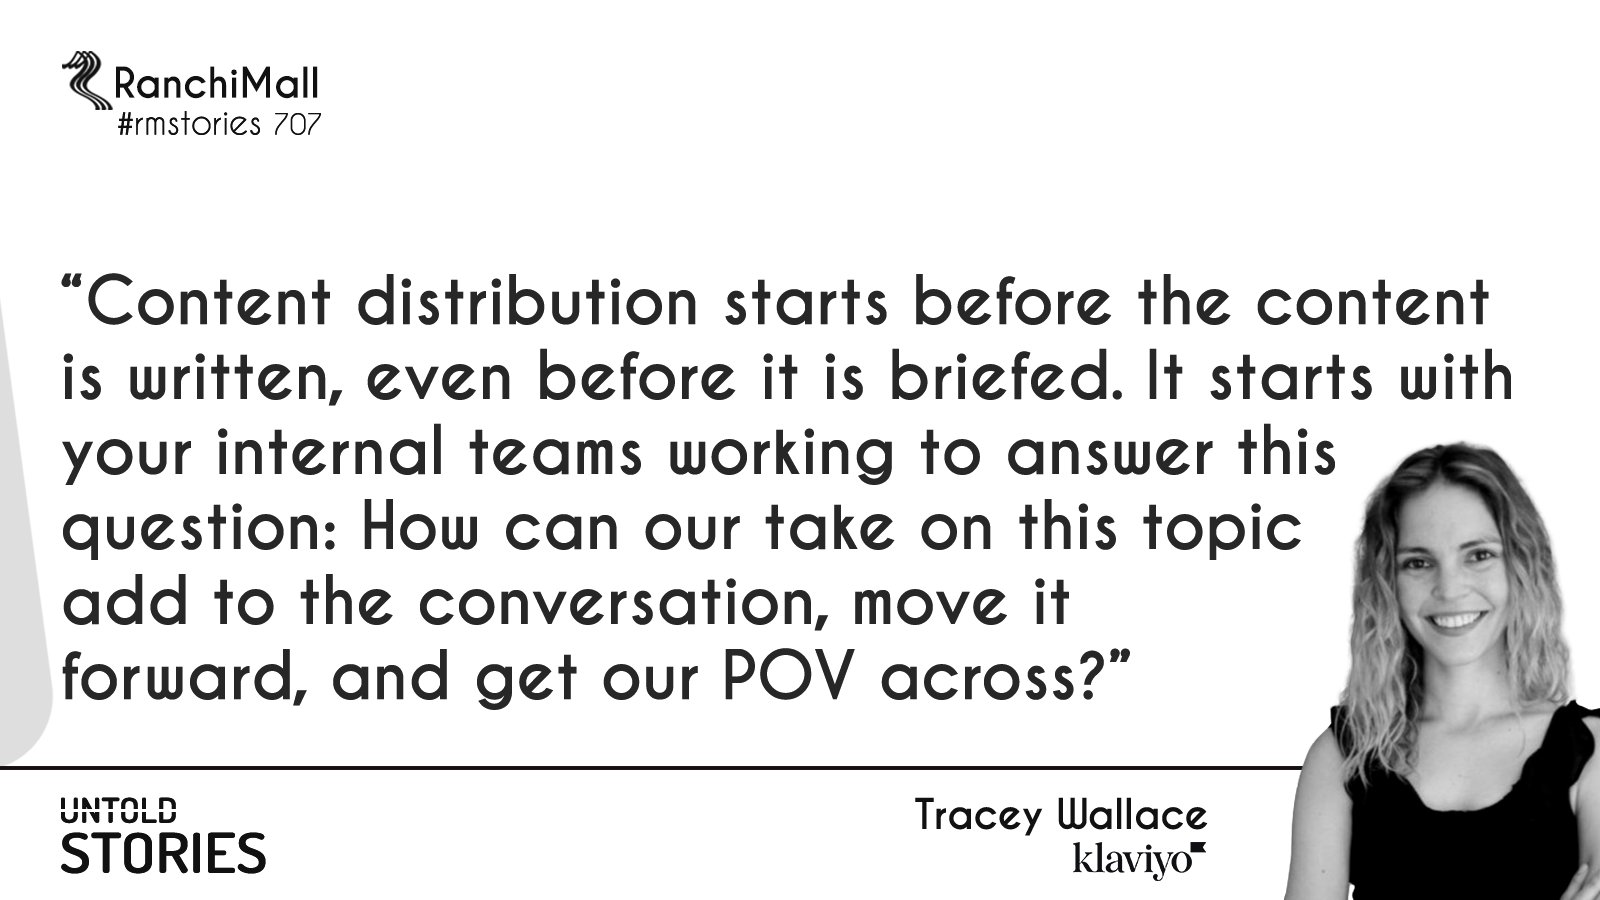 RanchiMall
#rmstories 707
“Content distribution starts before the content
is written, even before it is briefed. It starts with
your internal teams working to answer this
question: How can our take on this topic
add to the conversation, move it
forward, and get our POV across?”
UNTOLD
STORIES
Tracey Wallace
klaviyo